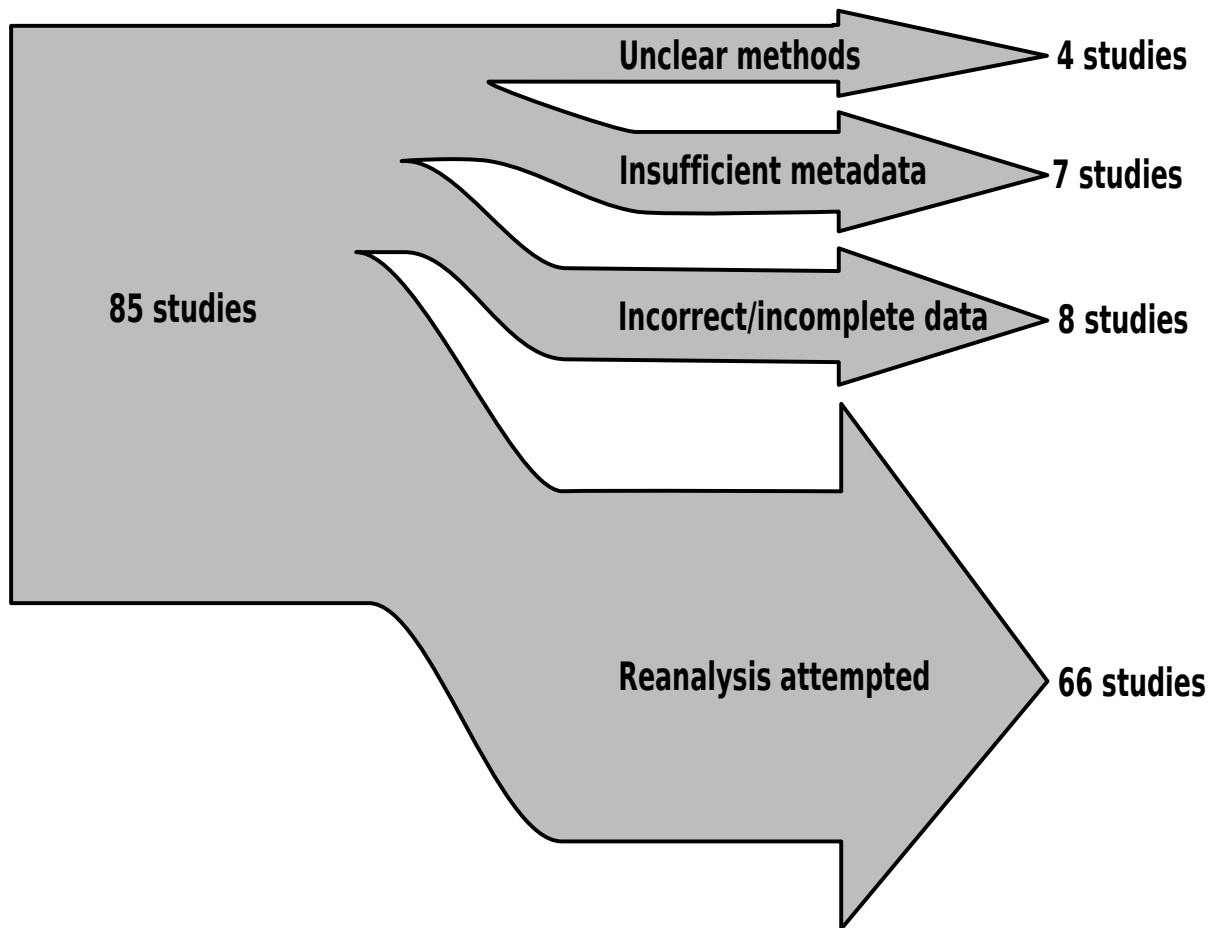 Unclear methods
4 studies
Insufficient metadata
7 studies
85 studies
Incorrect/incomplete data
8 studies
Reanalysis attempted
66 studies